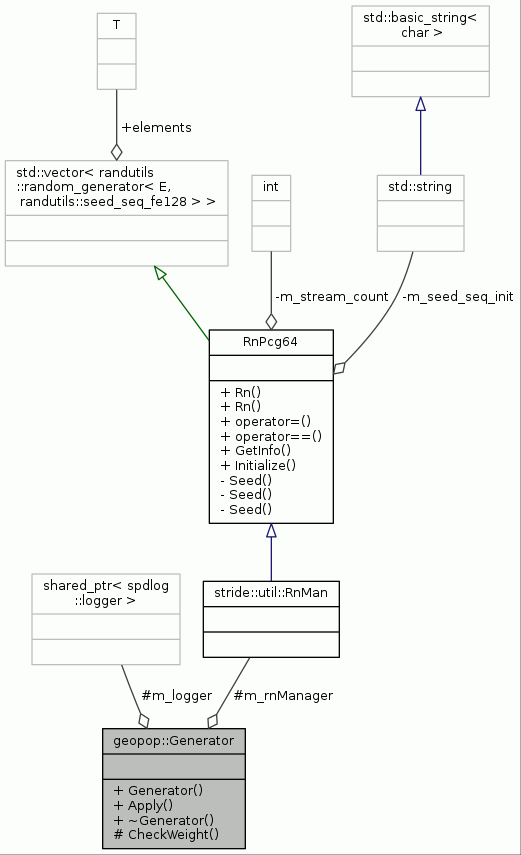 T
std::basic_string<
char >
+elements
std::vector< randutils
::random_generator< E,
randutils::seed_seq_fe128 > >
int
std::string
-m_stream_count
-m_seed_seq_init
RnPcg64
+ Rn()
+ Rn()
+ operator=()
+ operator==()
+ GetInfo()
+ Initialize()
- Seed()
- Seed()
- Seed()
shared_ptr< spdlog
::logger >
stride::util::RnMan
#m_logger
#m_rnManager
geopop::Generator
+ Generator()
+ Apply()
+ ~Generator()
# CheckWeight()